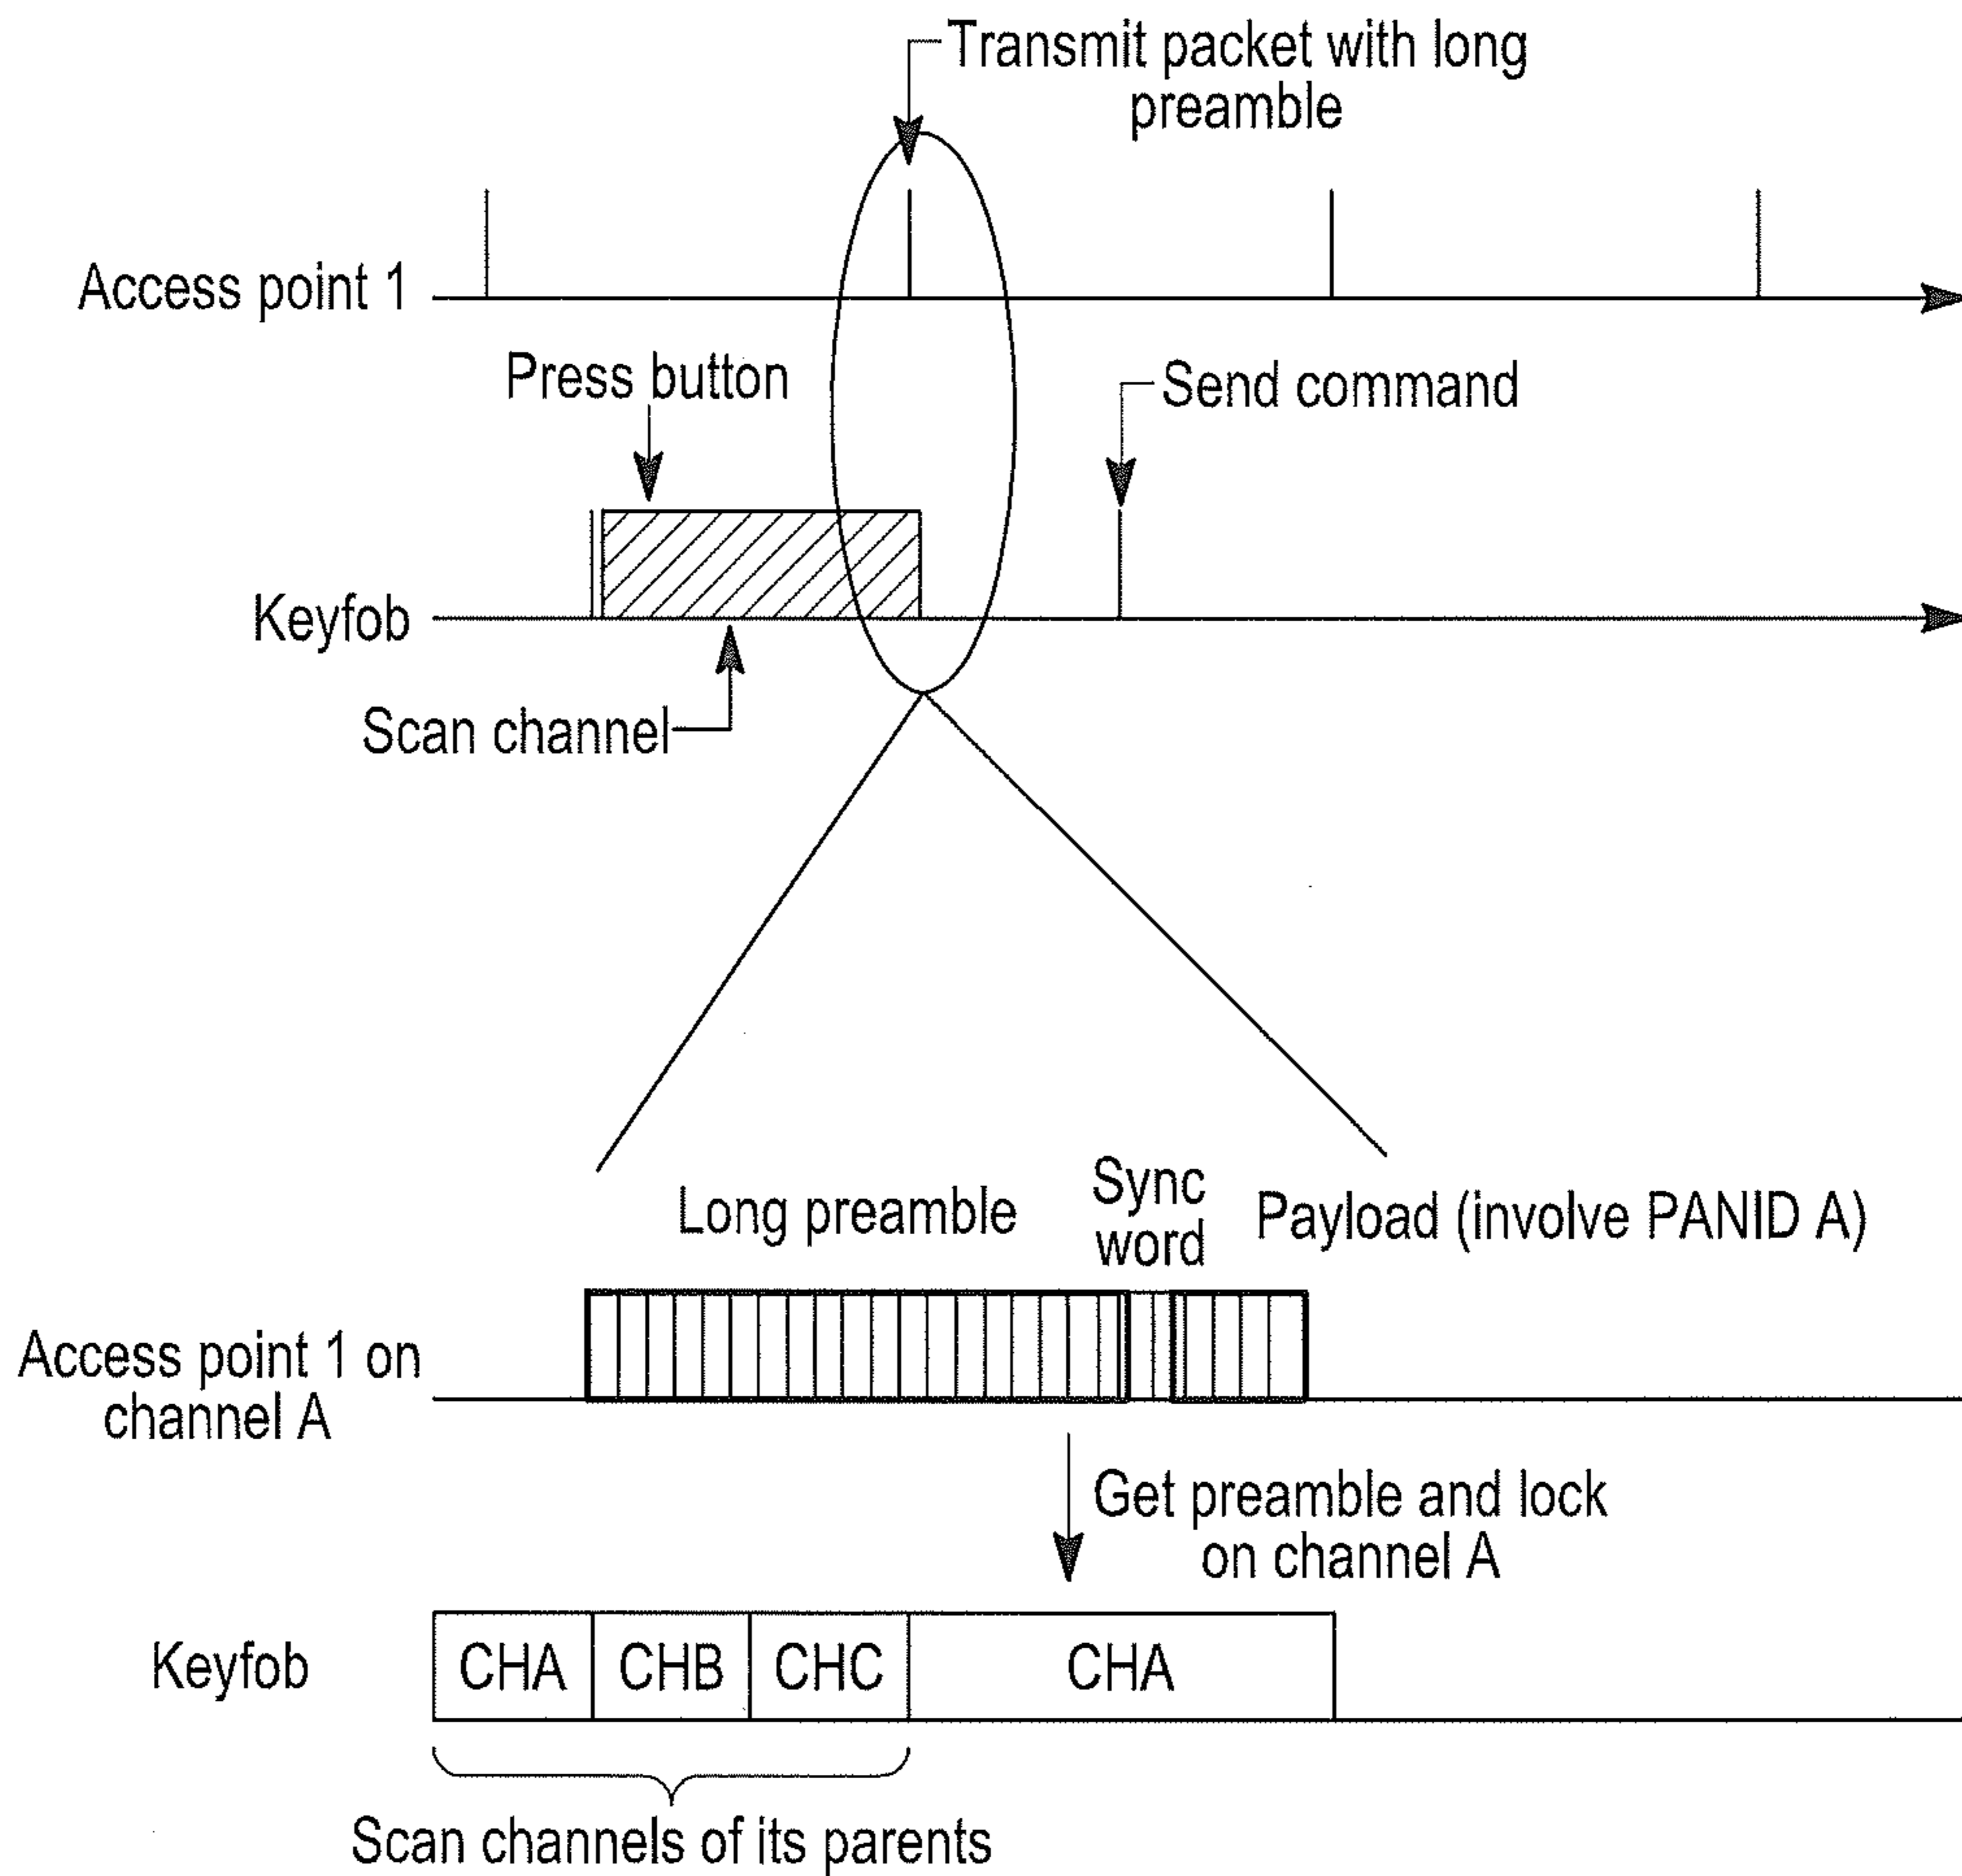 Transmit packet with long
preamble
Access point 1
Press button
Send command
Keyfob
Scan channel
Long preamble
Sync
word
Payload (involve PANID A)
Access point 1 on
channel A
Get preamble and lock
on channel A
Keyfob
CHA
CHB
CHC
CHA
Scan channels of its parents